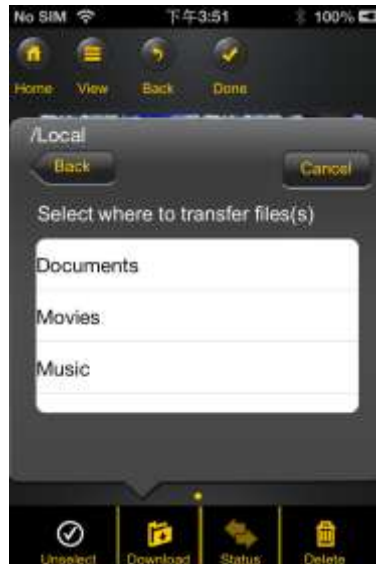 No SIM 下午3:51 100%
Home View Back Done
/Local
Back Cancel
Select where to transfer files(s)
Documents
Movies
Music
Unselect Download Status Delete